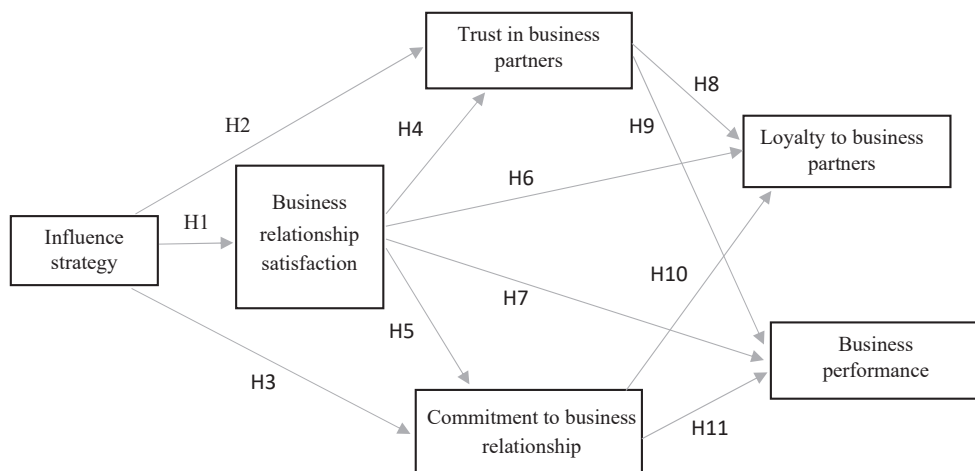 Trust in business
partners
H8
H2
H4
H9
Loyalty to business
partners
Business
relationship
satisfaction
H6
H1
Influence
strategy
H10
H7
H5
Business
performance
H3
Commitment to business
relationship
H11